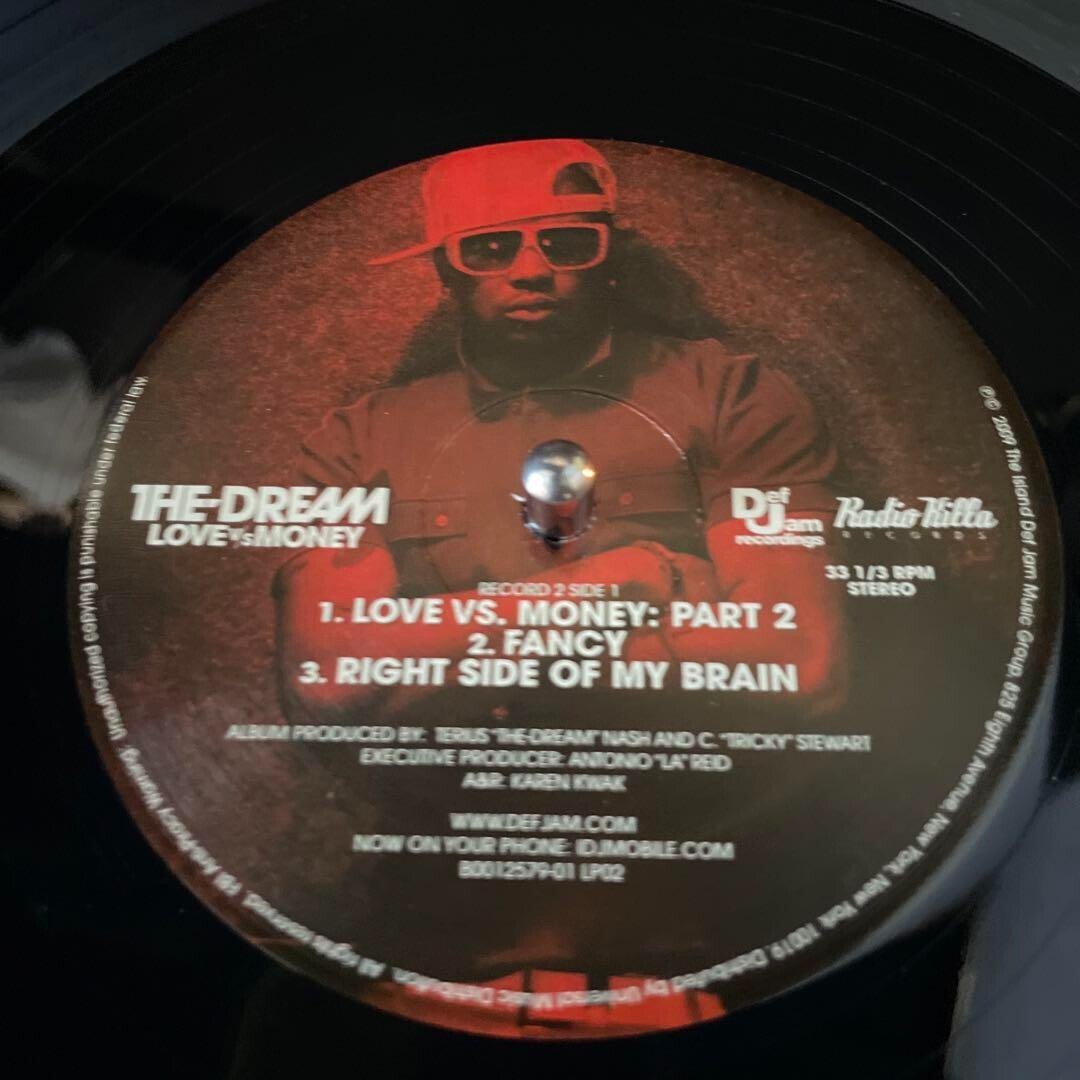 THE-DREAM
LOVE vs MONEY
Def Jam
recordings
Radio Killa
RECORDS
33 1/3 RPM
STEREO
RECORD 2 SIDE 1
1. LOVE VS. MONEY: PART 2
2. FANCY
3. RIGHT SIDE OF MY BRAIN
ALBUM PRODUCED BY: TERIUS "THE-DREAM" NASH AND C. "TRICKY" STEWART
EXECUTIVE PRODUCER: ANTONIO "LA" REID
A&R: KAREN KWAK
WWW.DEFJAM.COM
NOW ON YOUR PHONE: IDJMOBILE.COM
B0012579-01 LP02
℗© 2009 The Island Def Jam Music Group, 825 Eighth Avenue, New York, New York 10019. Distributed by Universal Music Distribution. All rights reserved. FBI Anti-Piracy Warning: Unauthorized copying is punishable under federal law.